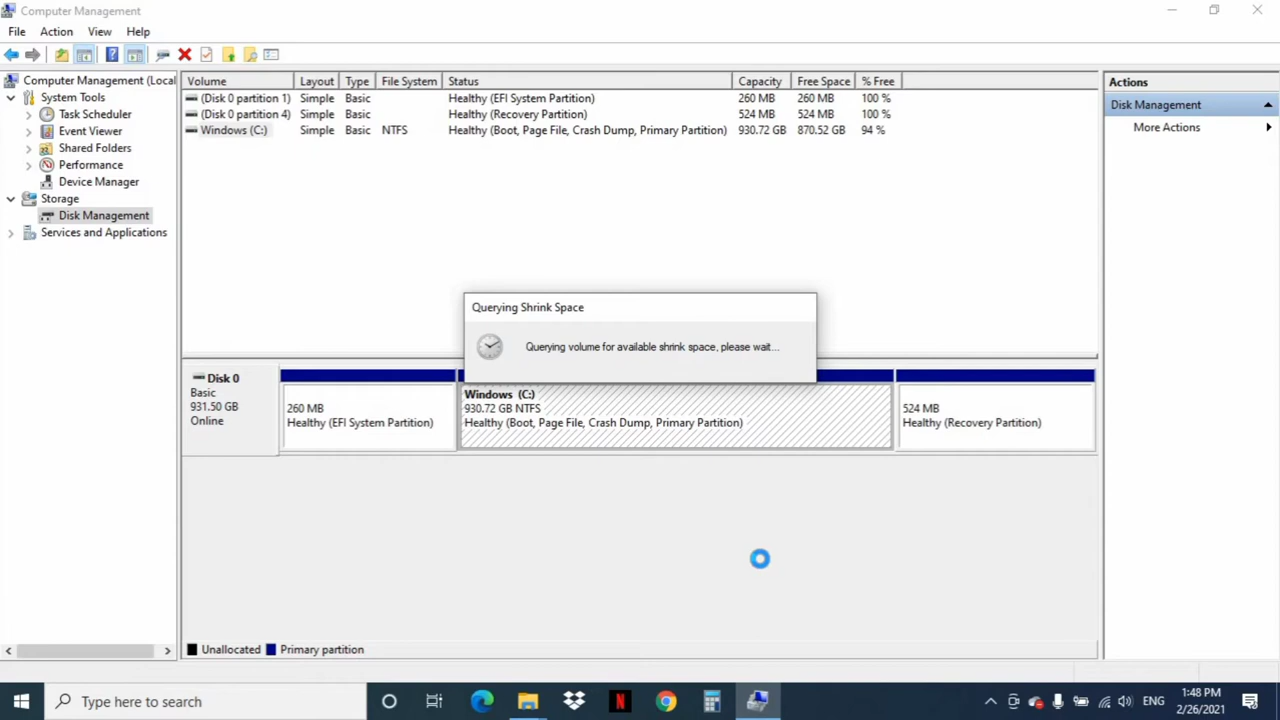 Computer Management
File Action View Help
Computer Management (Local
System Tools
Task Scheduler
Event Viewer
Shared Folders
Performance
Device Manager
Storage
Disk Management
Services and Applications
Volume Layout Type File System Status Capacity Free Space % Free
(Disk 0 partition 1) Simple Basic Healthy (EFI System Partition) 260 MB 260 MB 100 %
(Disk 0 partition 4) Simple Basic Healthy (Recovery Partition) 524 MB 524 MB 100 %
Windows (C:) Simple Basic NTFS Healthy (Boot, Page File, Crash Dump, Primary Partition) 930.72 GB 870.52 GB 94 %
Actions
Disk Management
More Actions
Querying Shrink Space
Querying volume for available shrink space, please wait...
Disk 0
Basic
931.50 GB
Online
260 MB
Healthy (EFI System Partition)
Windows (C:)
930.72 GB NTFS
Healthy (Boot, Page File, Crash Dump, Primary Partition)
524 MB
Healthy (Recovery Partition)
Unallocated Primary partition
Type here to search
ENG
1:48 PM
2/26/2021